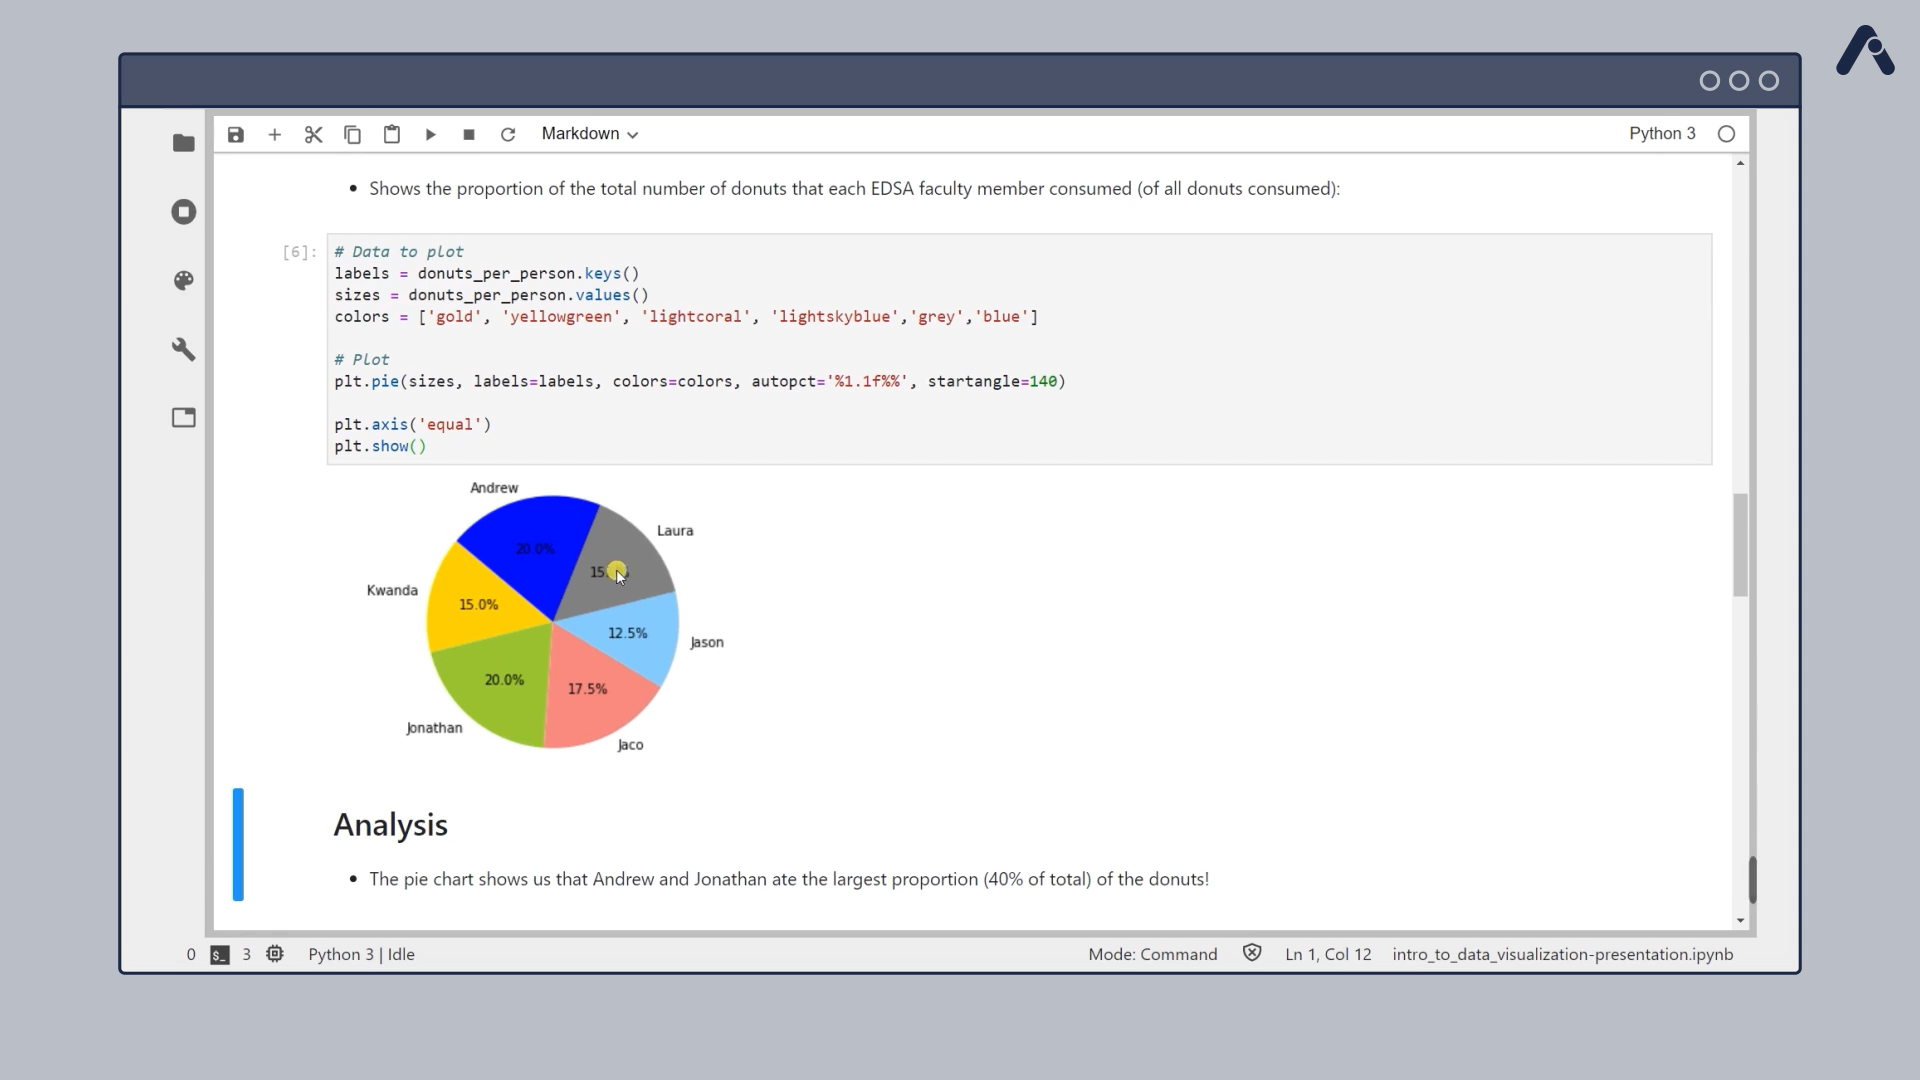 Markdown
Python 3
Shows the proportion of the total number of donuts that each EDSA faculty member consumed (of all donuts consumed):
[6]:
# Data to plot
labels = donuts_per_person.keys()
sizes = donuts_per_person.values()
colors = ['gold', 'yellowgreen', 'lightcoral', 'lightskyblue','grey','blue']
# Plot
plt.pie(sizes, labels=labels, colors=colors, autopct='%1.1f%%', startangle=140)
plt.axis('equal')
plt.show()
Andrew
Laura
20.0%
Kwanda
15.0%
12.5%
Jason
20.0%
17.5%
Jonathan
Jaco
Analysis
The pie chart shows us that Andrew and Jonathan ate the largest proportion (40% of total) of the donuts!
0 $_ 3 Python 3 | Idle Mode: Command Ln 1, Col 12 intro_to_data_visualization-presentation.ipynb